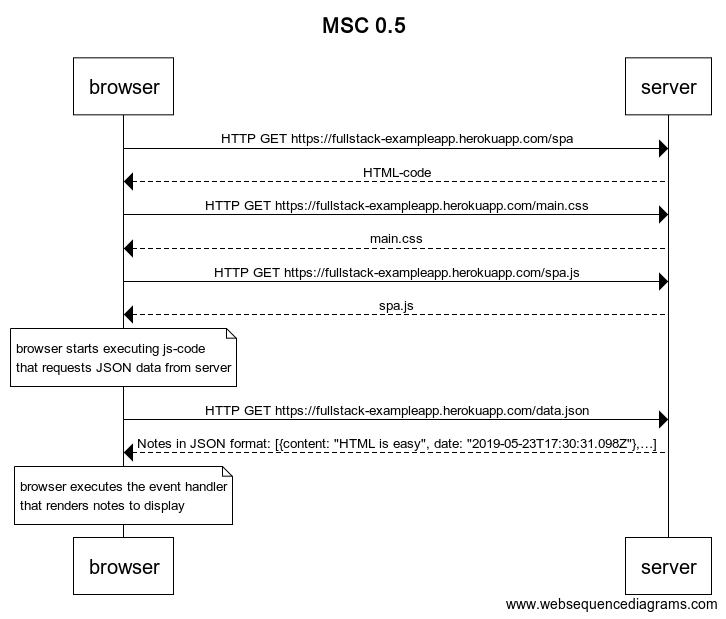 MSC 0.5
browser
server
HTTP GET https://fullstack-exampleapp.herokuapp.com/spa
HTML-code
HTTP GET https://fullstack-exampleapp.herokuapp.com/main.css
main.css
HTTP GET https://fullstack-exampleapp.herokuapp.com/spa.js
spa.js
browser starts executing js-code
that requests JSON data from server
HTTP GET https://fullstack-exampleapp.herokuapp.com/data.json
Notes in JSON format: [{content: "HTML is easy", date: "2019-05-23T17:30:31.098Z"},...]
browser executes the event handler
that renders notes to display
browser
server
www.websequencediagrams.com